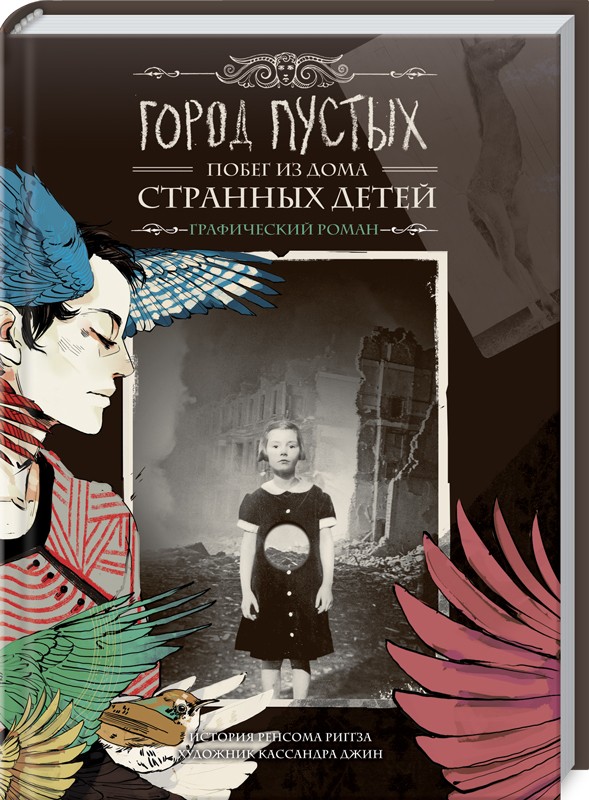 ГОРОД ПУСТЫХ
ПОБЕГ ИЗ ДОМА
СТРАННЫХ ДЕТЕЙ
ГРАФИЧЕСКИЙ РОМАН
ИСТОРИЯ РЕНСОМА РИГГЗА
ХУДОЖНИК КАССАНДРА ДЖИН